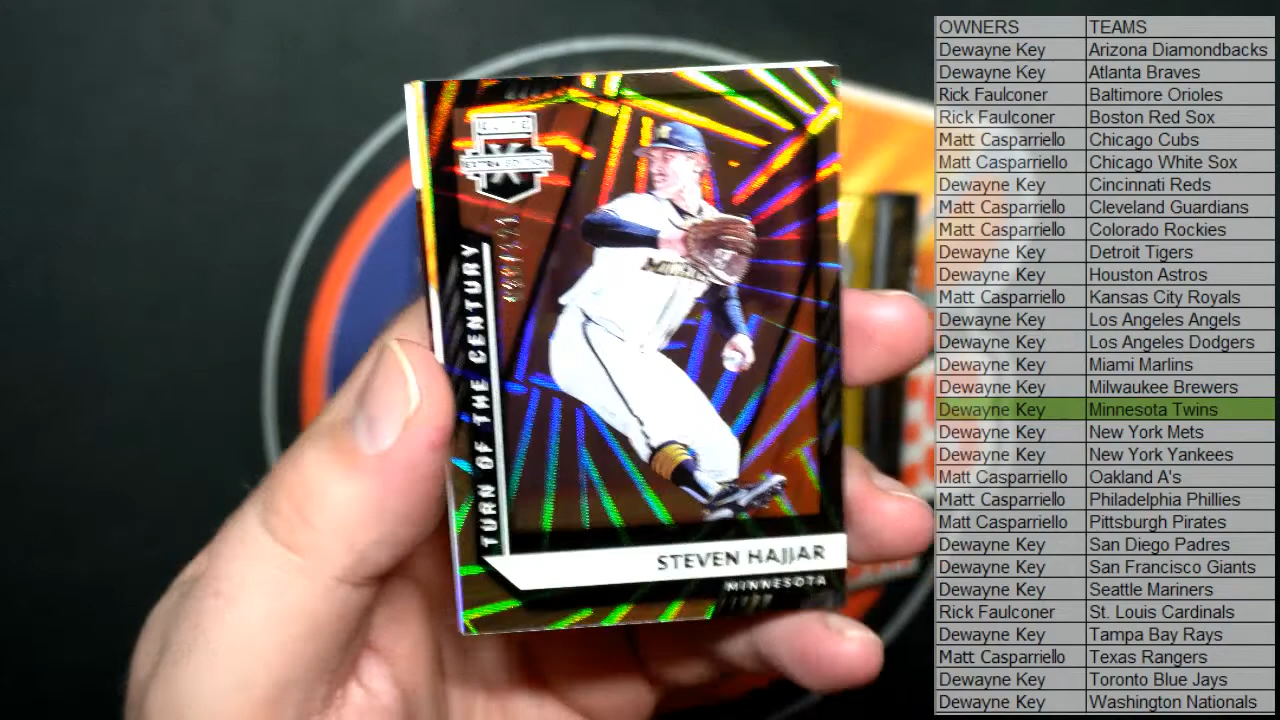 ELITE
EXTRA EDITION
TURN OF THE CENTURY
STEVEN HAJJAR
MINNESOTA
OWNERS TEAMS
Dewayne Key Arizona Diamondbacks
Dewayne Key Atlanta Braves
Rick Faulconer Baltimore Orioles
Rick Faulconer Boston Red Sox
Matt Casparriello Chicago Cubs
Matt Casparriello Chicago White Sox
Dewayne Key Cincinnati Reds
Matt Casparriello Cleveland Guardians
Matt Casparriello Colorado Rockies
Dewayne Key Detroit Tigers
Dewayne Key Houston Astros
Matt Casparriello Kansas City Royals
Dewayne Key Los Angeles Angels
Dewayne Key Los Angeles Dodgers
Dewayne Key Miami Marlins
Dewayne Key Milwaukee Brewers
Dewayne Key Minnesota Twins
Dewayne Key New York Mets
Dewayne Key New York Yankees
Matt Casparriello Oakland A's
Matt Casparriello Philadelphia Phillies
Matt Casparriello Pittsburgh Pirates
Dewayne Key San Diego Padres
Dewayne Key San Francisco Giants
Dewayne Key Seattle Mariners
Rick Faulconer St. Louis Cardinals
Dewayne Key Tampa Bay Rays
Matt Casparriello Texas Rangers
Dewayne Key Toronto Blue Jays
Dewayne Key Washington Nationals